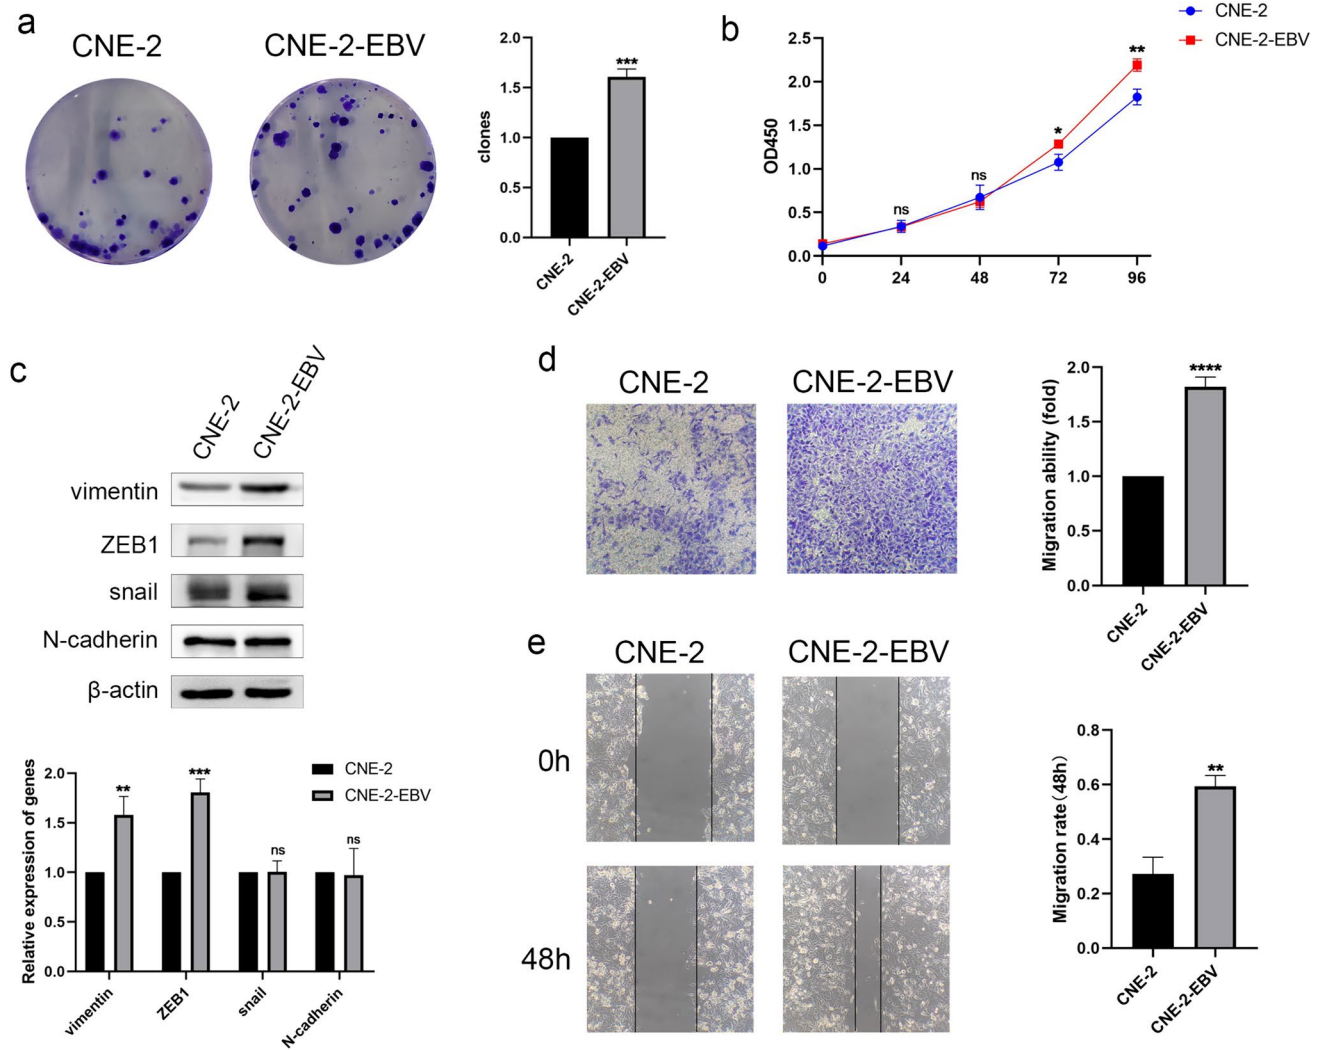 a
CNE-2
CNE-2-EBV
2.0
1.5
1.0
0.5
0.0
clones
***
CNE-2
CNE-2-EBV
b
CNE-2
CNE-2-EBV
2.5
2.0
1.5
1.0
0.5
0.0
OD450
ns
ns
*
**
0 24 48 72 96
c
CNE-2
CNE-2-EBV
vimentin
ZEB1
snail
N-cadherin
β-actin
CNE-2
CNE-2-EBV
2.0
1.5
1.0
0.5
0.0
Relative expression of genes
**
***
ns
ns
vimentin
ZEB1
snail
N-cadherin
d
CNE-2
CNE-2-EBV
2.0
1.5
1.0
0.5
0.0
Migration ability (fold)
****
CNE-2
CNE-2-EBV
e
CNE-2
CNE-2-EBV
0h
48h
0.8
0.6
0.4
0.2
0.0
Migration rate（48h）
**
CNE-2
CNE-2-EBV